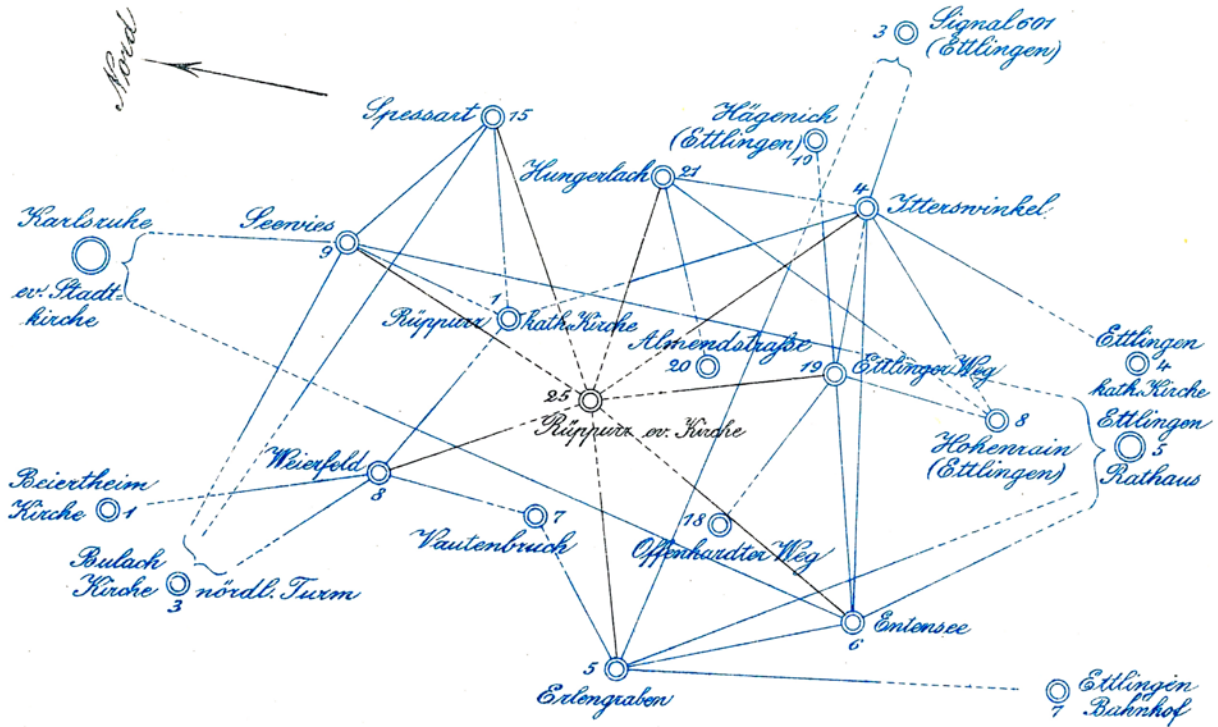 Nord
3 Signal 601
(Ettlingen)
Spessart 15
Hägenich
(Ettlingen)
10
Hungerlach 21
4
Itterswinkel
Karlsruhe
ev. Stadt=
kirche
Seewies
9
1
Rüppurr kath. Kirche
Almendstraße
20
19 Ettlinger Weg
Ettlingen
4
kath. Kirche
25
Rüppurr ev. Kirche
8
Hohenrain
(Ettlingen)
Ettlingen
5
Rathaus
Weierfeld
8
Beiertheim
Kirche 1
7
Vautenbruch
18
Offenhardter Weg
Bulach
Kirche nördl. Turm
3
Entensee
6
5
Erlengraben
Ettlingen
Bahnhof
7